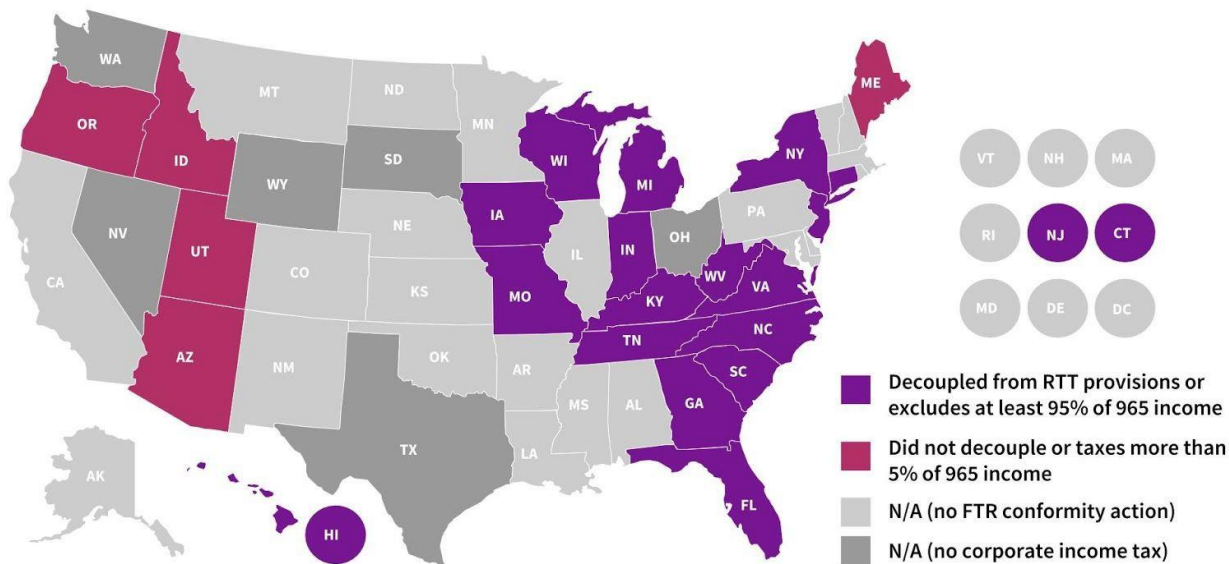 WA
MT
ND
MN
OR
ID
WY
SD
WI
MI
NY
ME
NV
UT
CO
NE
IA
IL
IN
OH
PA
CA
AZ
NM
KS
MO
KY
WV
VA
OK
AR
TN
NC
SC
TX
LA
MS
AL
GA
FL
AK
HI
VT NH MA
RI NJ CT
MD DE DC
Decoupled from RTT provisions or
excludes at least 95% of 965 income
Did not decouple or taxes more than
5% of 965 income
N/A (no FTR conformity action)
N/A (no corporate income tax)